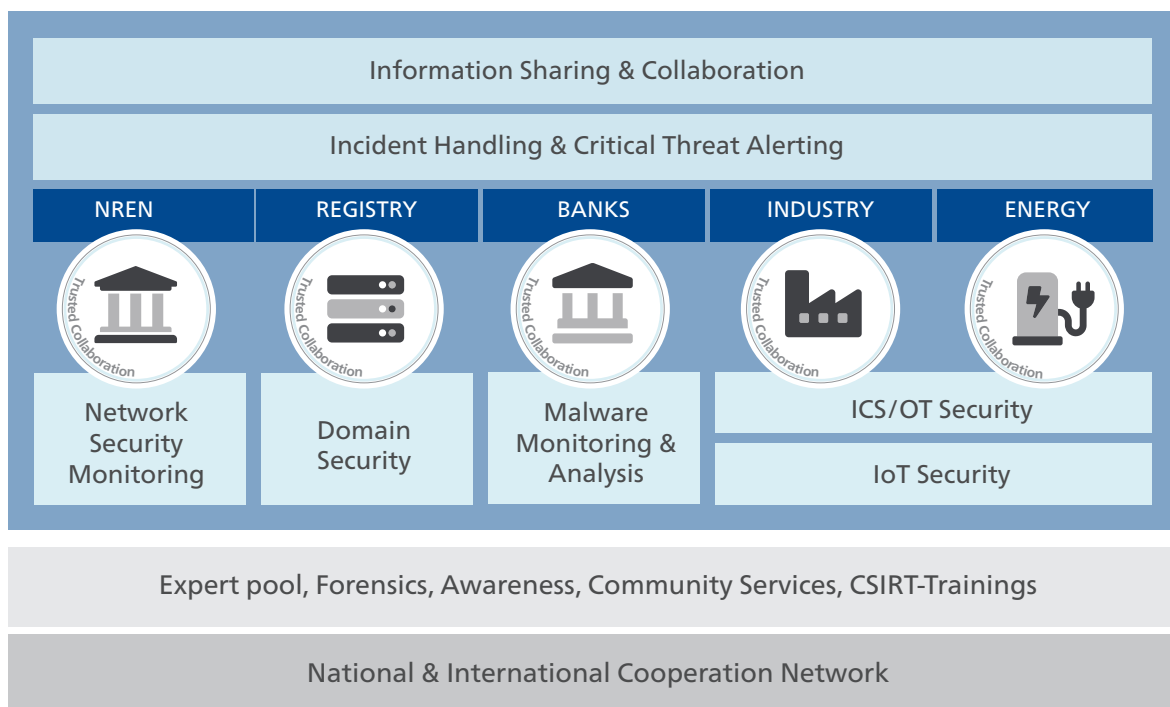 Information Sharing & Collaboration
Incident Handling & Critical Threat Alerting
NREN
REGISTRY
BANKS
INDUSTRY
ENERGY
Trusted Collaboration
Trusted Collaboration
Trusted Collaboration
Trusted Collaboration
Trusted Collaboration
Network
Security
Monitoring
Domain
Security
Malware
Monitoring &
Analysis
ICS/OT Security
IoT Security
Expert pool, Forensics, Awareness, Community Services, CSIRT-Trainings
National & International Cooperation Network